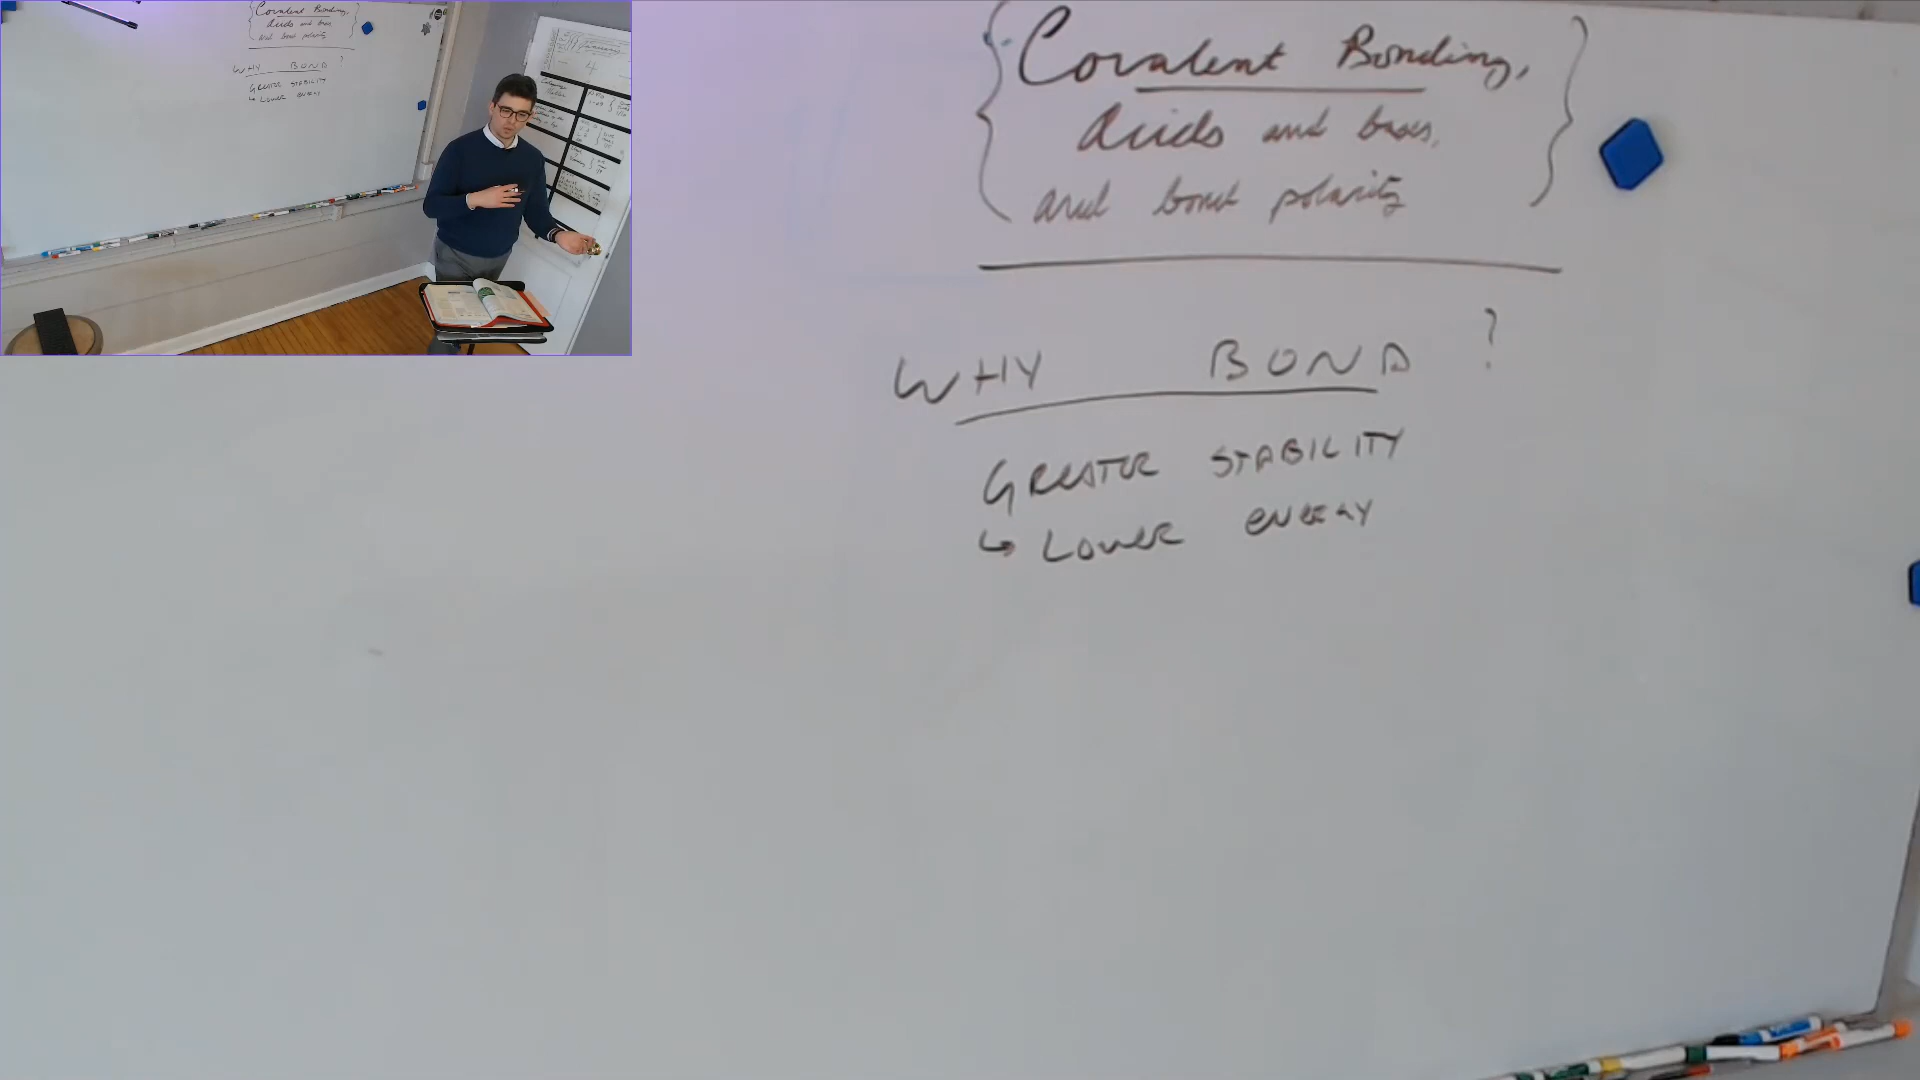 Covalent Bonding,
Acids and bases,
and bond polarity
WHY BOND ?
GREATER STABILITY
↳ LOWER ENERGY